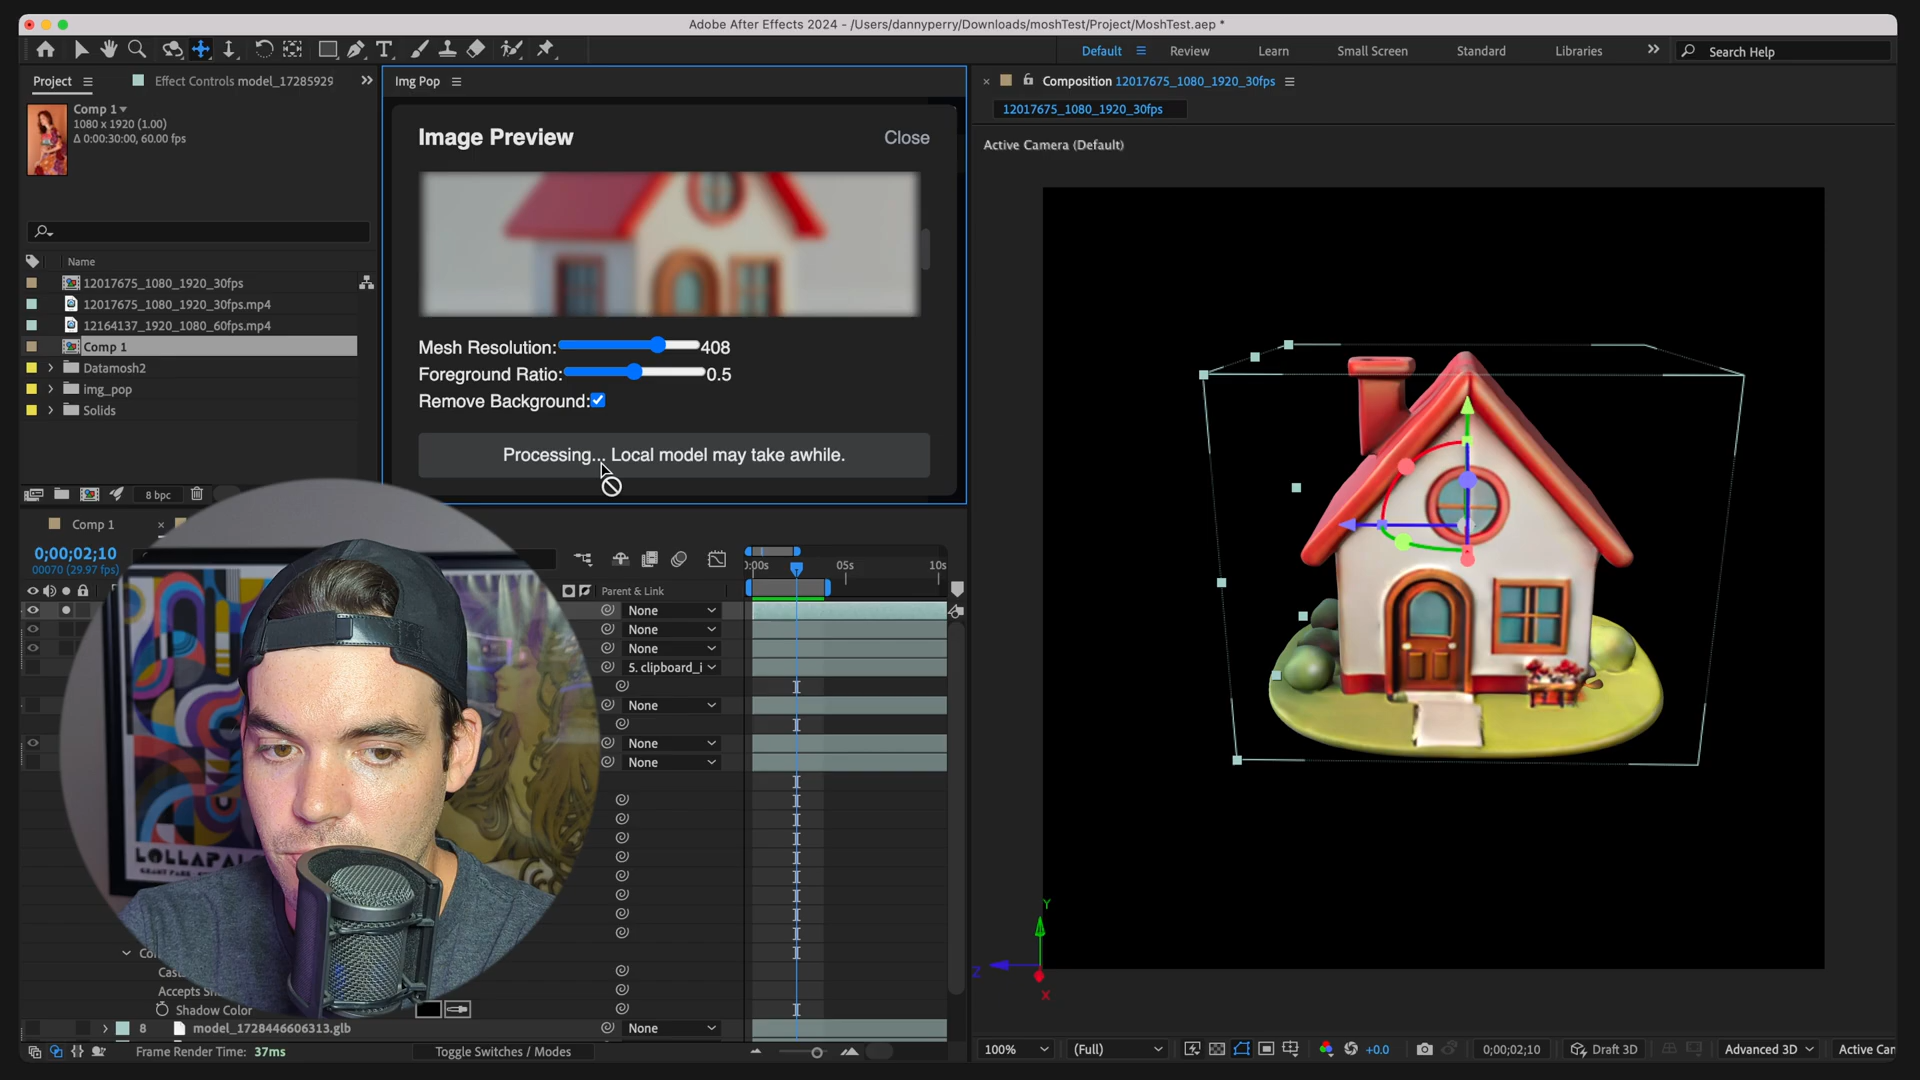 Adobe After Effects 2024 - /Users/dannyperry/Downloads/moshTest/Project/MoshTest.aep *
Default
Review
Learn
Small Screen
Standard
Libraries
Search Help
Project
Effect Controls model_17285929
Comp 1
1080 x 1920 (1.00)
Δ 0:00:30:00, 60.00 fps
Name
12017675_1080_1920_30fps
12017675_1080_1920_30fps.mp4
12164137_1920_1080_60fps.mp4
Comp 1
Datamosh2
img_pop
Solids
8 bpc
Img Pop
Image Preview
Close
Mesh Resolution: 408
Foreground Ratio: 0.5
Remove Background:
Processing... Local model may take awhile.
Composition 12017675_1080_1920_30fps
12017675_1080_1920_30fps
Active Camera (Default)
Y
Z
X
Comp 1
0;00;02;10
00070 (29.97 fps)
Parent & Link
:00s
05s
10s
None
None
None
5. clipboard_i
None
None
None
LOLLAPAL
GRANT PARK
Accepts
Shadow Color
8 model_1728446606313.glb
None
Frame Render Time: 37ms
Toggle Switches / Modes
100%
(Full)
+0.0
0;00;02;10
Draft 3D
Advanced 3D
Active Car